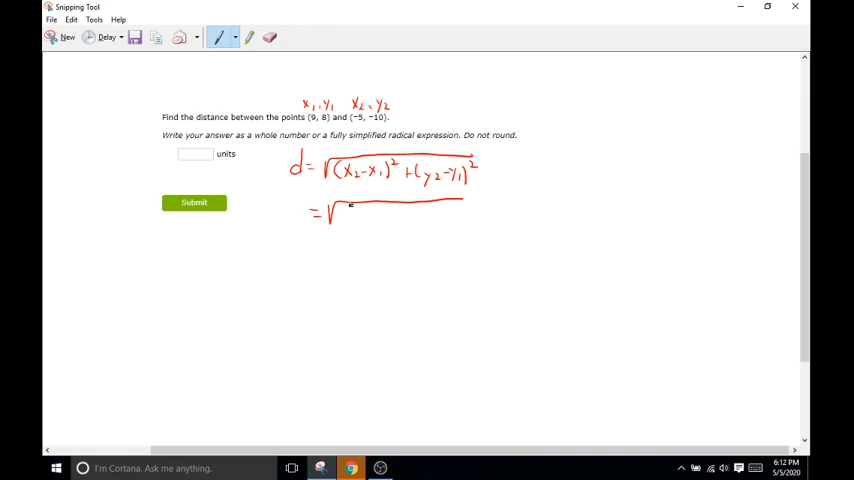 Snipping Tool
File Edit Tools Help
New Delay
x₁, y₁ x₂, y₂
Find the distance between the points (9, 8) and (−5, −10).
Write your answer as a whole number or a fully simplified radical expression. Do not round.
units
d = √(x₂−x₁)² + (y₂−y₁)²
Submit
= √
I'm Cortana. Ask me anything.
6:12 PM
5/5/2020